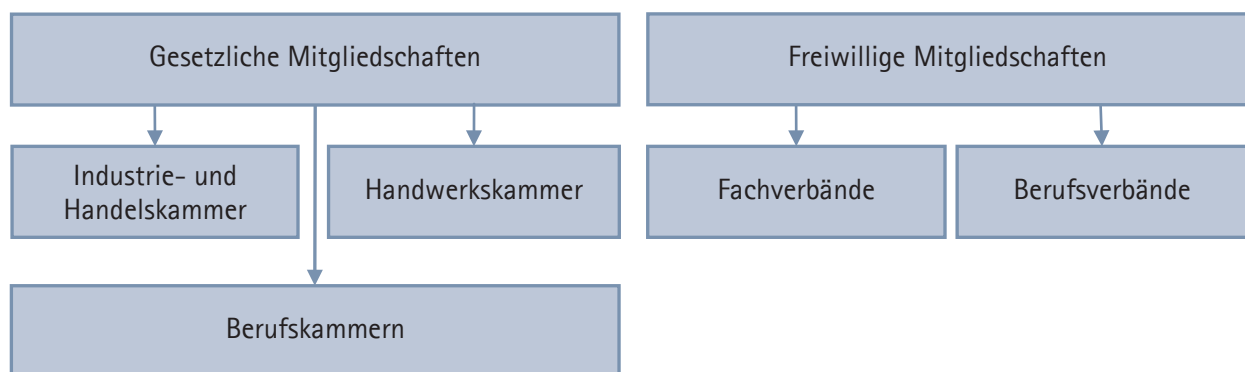 Gesetzliche Mitgliedschaften
Freiwillige Mitgliedschaften
Industrie- und
Handelskammer
Handwerkskammer
Fachverbände
Berufsverbände
Berufskammern